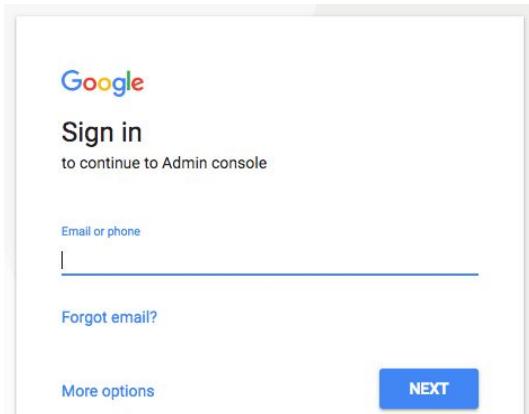 Google
Sign in
to continue to Admin console
Email or phone
Forgot email?
More options
NEXT